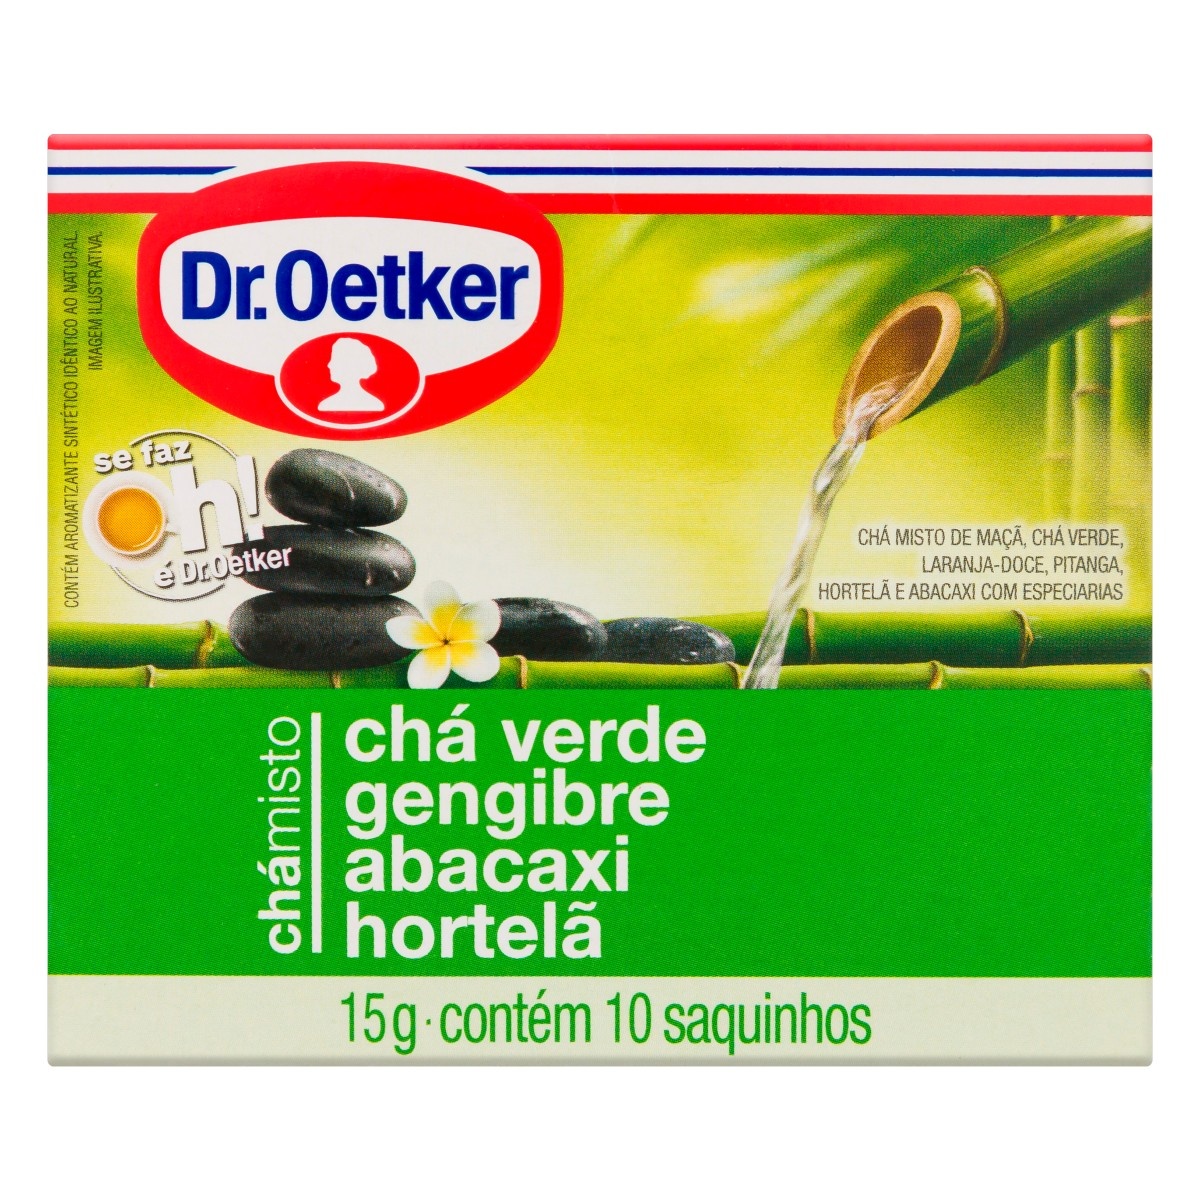 Dr.Oetker
CONTÉM AROMATIZANTE SINTÉTICO IDÊNTICO AO NATURAL.
IMAGEM ILUSTRATIVA.
se faz
Oh!
é Dr.Oetker
CHÁ MISTO DE MAÇÃ, CHÁ VERDE,
LARANJA-DOCE, PITANGA,
HORTELÃ E ABACAXI COM ESPECIARIAS
chámisto
chá verde
gengibre
abacaxi
hortelã
15g·contém 10 saquinhos